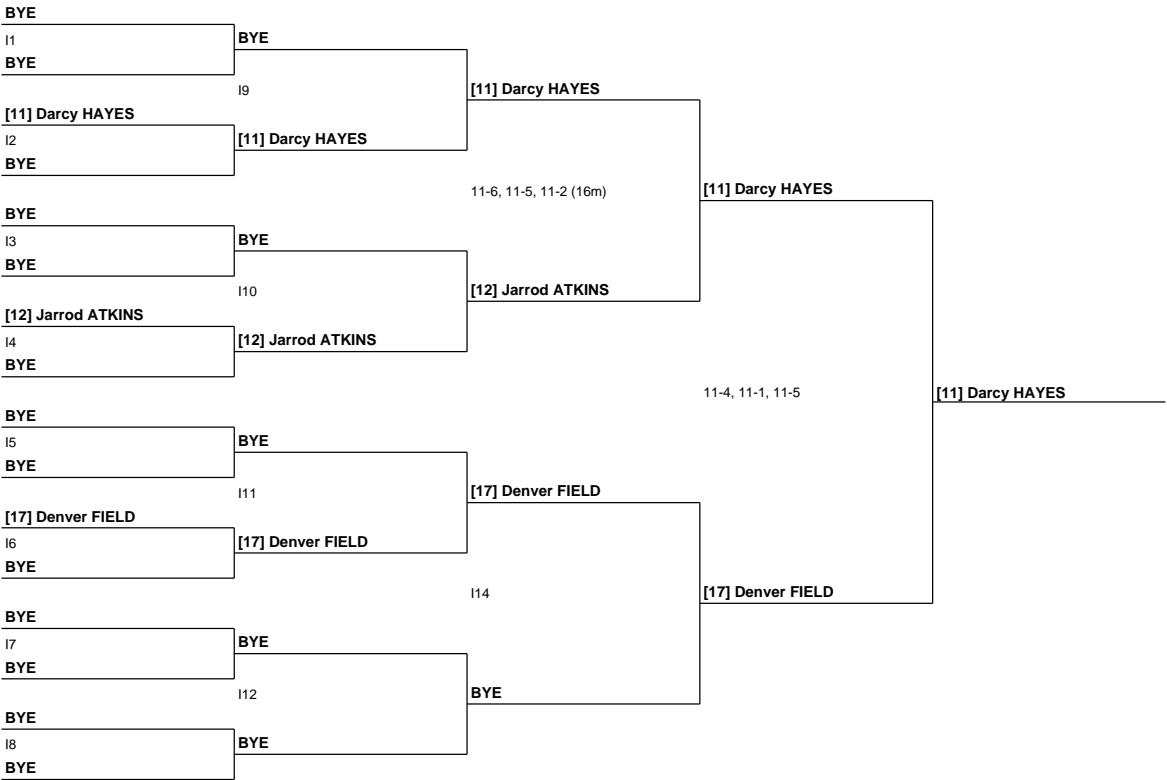 BYE
I1
BYE
BYE
I9
[11] Darcy HAYES
[11] Darcy HAYES
I2
[11] Darcy HAYES
BYE
11-6, 11-5, 11-2 (16m)
[11] Darcy HAYES
BYE
I3
BYE
BYE
I10
[12] Jarrod ATKINS
[12] Jarrod ATKINS
I4
[12] Jarrod ATKINS
BYE
11-4, 11-1, 11-5
[11] Darcy HAYES
BYE
I5
BYE
BYE
I11
[17] Denver FIELD
[17] Denver FIELD
I6
[17] Denver FIELD
BYE
I14
[17] Denver FIELD
BYE
I7
BYE
BYE
I12
BYE
BYE
I8
BYE
BYE